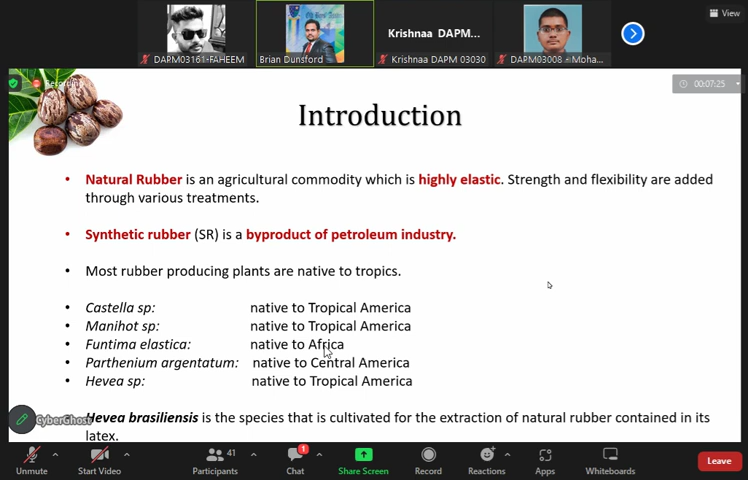 View
DAPM03161-FAHEEM
Brian Dunsford
Krishnaa DAPM...
Krishnaa DAPM 03030
DAPM03008 - Moha...
Recording
00:07:25
Introduction
• Natural Rubber is an agricultural commodity which is highly elastic. Strength and flexibility are added
through various treatments.
• Synthetic rubber (SR) is a byproduct of petroleum industry.
• Most rubber producing plants are native to tropics.
• Castella sp: native to Tropical America
• Manihot sp: native to Tropical America
• Funtima elastica: native to Africa
• Parthenium argentatum: native to Central America
• Hevea sp: native to Tropical America
CyberGhost
Hevea brasiliensis is the species that is cultivated for the extraction of natural rubber contained in its
latex.
41
1
Unmute
Start Video
Participants
Chat
Share Screen
Record
Reactions
Apps
Whiteboards
Leave